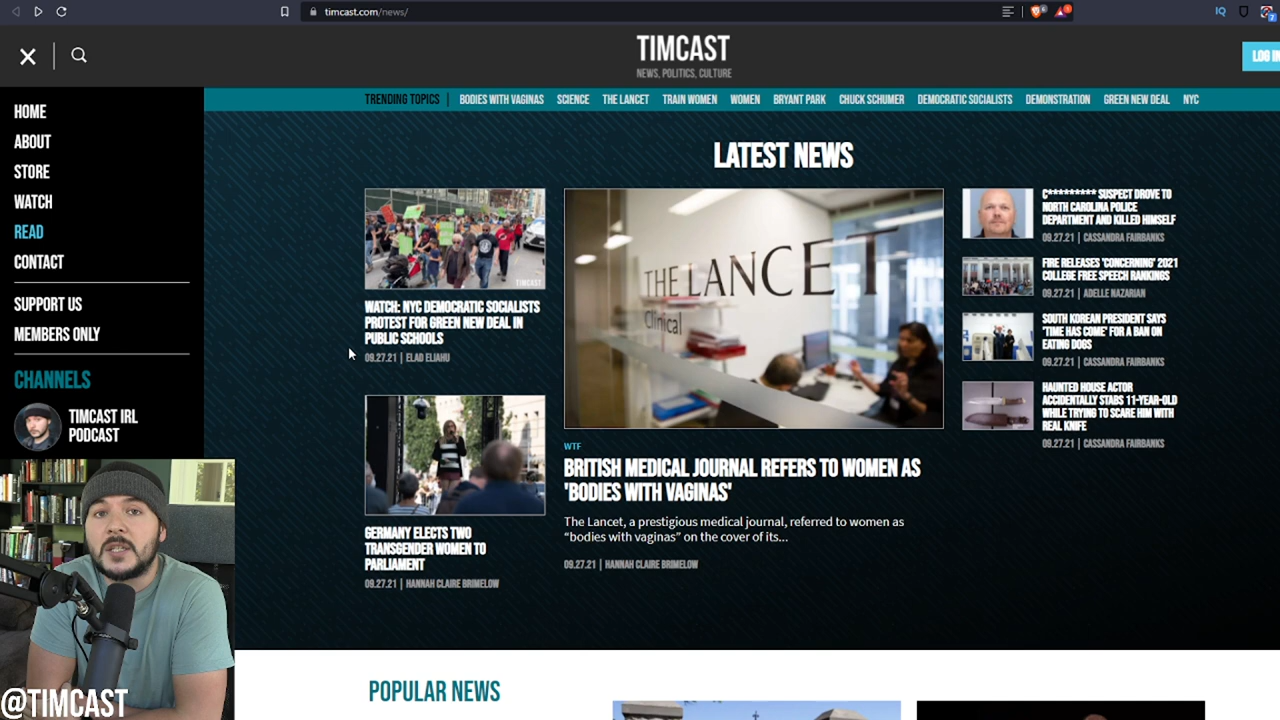 timcast.com/news/
IQ
6
1
7
TIMCAST
NEWS, POLITICS, CULTURE
LOG IN
TRENDING TOPICS | BODIES WITH VAGINAS SCIENCE THE LANCET TRAIN WOMEN WOMEN BRYANT PARK CHUCK SCHUMER DEMOCRATIC SOCIALISTS DEMONSTRATION GREEN NEW DEAL NYC
HOME
ABOUT
STORE
WATCH
READ
CONTACT
SUPPORT US
MEMBERS ONLY
CHANNELS
TIMCAST IRL
PODCAST
@TIMCAST
LATEST NEWS
TIMCAST
WATCH: NYC DEMOCRATIC SOCIALISTS
PROTEST FOR GREEN NEW DEAL IN
PUBLIC SCHOOLS
09.27.21 | ELAD ELIAHU
GERMANY ELECTS TWO
TRANSGENDER WOMEN TO
PARLIAMENT
09.27.21 | HANNAH CLAIRE BRIMELOW
THE LANCET
Clinical
WTF
BRITISH MEDICAL JOURNAL REFERS TO WOMEN AS
'BODIES WITH VAGINAS'
The Lancet, a prestigious medical journal, referred to women as
“bodies with vaginas” on the cover of its...
09.27.21 | HANNAH CLAIRE BRIMELOW
C********* SUSPECT DROVE TO
NORTH CAROLINA POLICE
DEPARTMENT AND KILLED HIMSELF
09.27.21 | CASSANDRA FAIRBANKS
FIRE RELEASES 'CONCERNING' 2021
COLLEGE FREE SPEECH RANKINGS
09.27.21 | ADELLE NAZARIAN
SOUTH KOREAN PRESIDENT SAYS
'TIME HAS COME' FOR A BAN ON
EATING DOGS
09.27.21 | CASSANDRA FAIRBANKS
HAUNTED HOUSE ACTOR
ACCIDENTALLY STABS 11-YEAR-OLD
WHILE TRYING TO SCARE HIM WITH
REAL KNIFE
09.27.21 | CASSANDRA FAIRBANKS
POPULAR NEWS